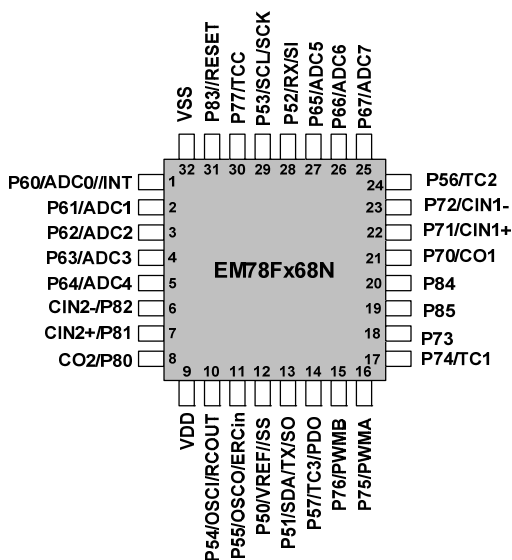 VSS
P83//RESET
P77/TCC
P53/SCL/SCK
P52/RX/SI
P65/ADC5
P66/ADC6
P67/ADC7
32 31 30 29 28 27 26 25
P60/ADC0//INT 1
P61/ADC1 2
P62/ADC2 3
P63/ADC3 4
P64/ADC4 5
CIN2-/P82 6
CIN2+/P81 7
CO2/P80 8
EM78Fx68N
24 P56/TC2
23 P72/CIN1-
22 P71/CIN1+
21 P70/CO1
20 P84
19 P85
18 P73
17 P74/TC1
9 10 11 12 13 14 15 16
VDD
P54/OSCI/RCOUT
P55/OSCO/ERCin
P50/VREF//SS
P51/SDA/TX/SO
P57/TC3/PDO
P76/PWMB
P75/PWMA